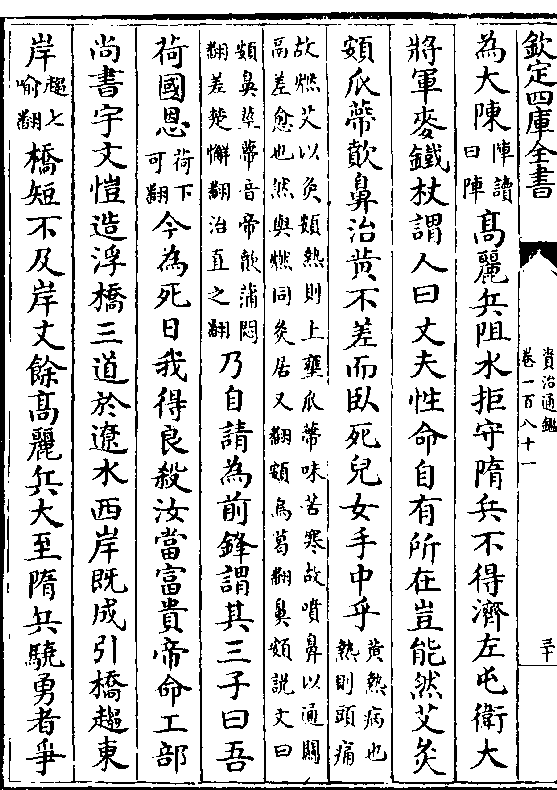 欽定四庫全書
資治通鑑
卷一百八十一
三十
為大陳陣讀曰陣高麗兵阻水拒守隋兵不得濟左屯衛大
將軍麥鐵杖謂人曰丈夫性命自有所在豈能然艾灸
頞瓜蔕歕鼻治黄不差而臥死兒女手中乎黄熱病也熱則頭痛
故燃艾以灸頞熱則上壅瓜蔕味苦寒故噴鼻以通關
高差愈也然與燃同灸居又翻頞烏葛翻㚖頞說文曰
頞鼻莖蔕音帝歕蒲悶翻差楚懈翻治直之翻乃自請為前鋒謂其三子曰吾
荷國恩荷下可翻今為死日我得良殺汝當富貴帝命工部
尚書宇文愷造浮橋三道於遼水西岸既成引橋趨東
岸趨七喻翻橋短不及岸丈餘高麗兵大至隋兵驍勇者爭